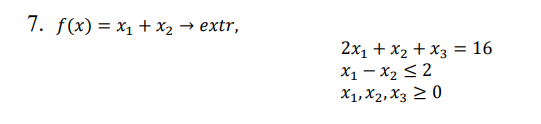 7. f(x) = x₁ + x₂ → extr,
2x₁ + x₂ + x₃ = 16
x₁ − x₂ ≤ 2
x₁, x₂, x₃ ≥ 0